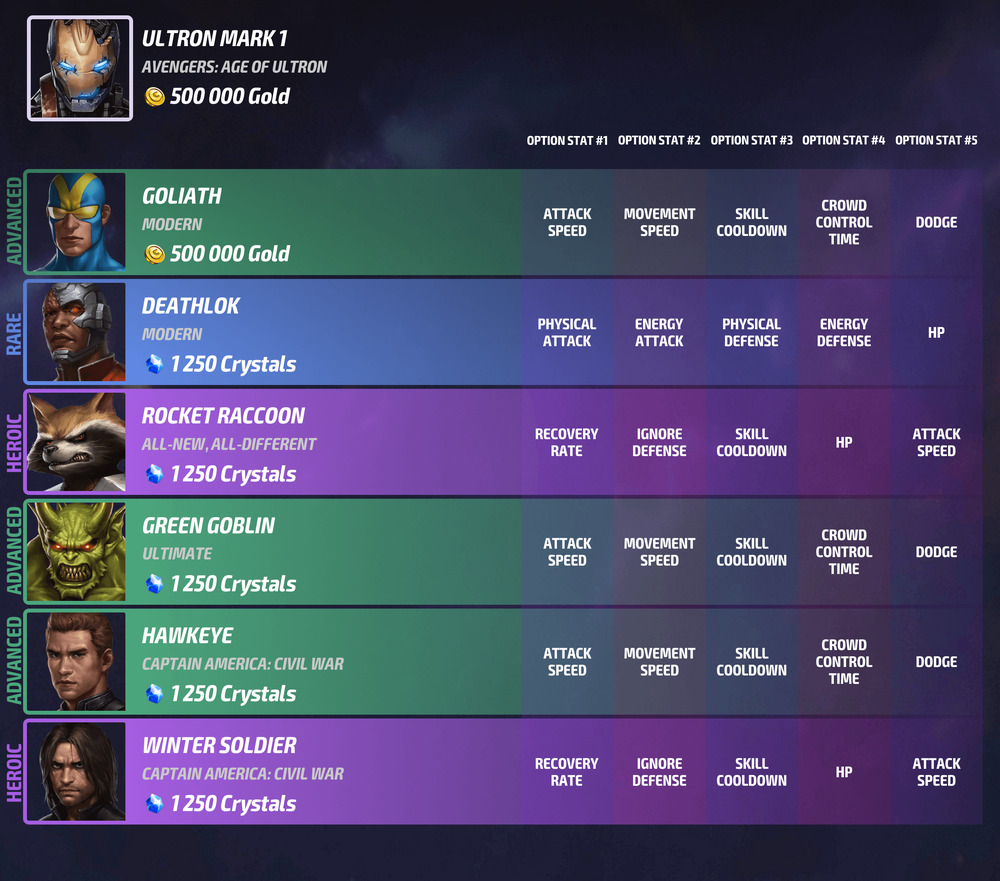 ULTRON MARK 1
AVENGERS: AGE OF ULTRON
500 000 Gold
OPTION STAT #1 OPTION STAT #2 OPTION STAT #3 OPTION STAT #4 OPTION STAT #5
ADVANCED
GOLIATH
MODERN
500 000 Gold
ATTACK
SPEED
MOVEMENT
SPEED
SKILL
COOLDOWN
CROWD
CONTROL
TIME
DODGE
RARE
DEATHLOK
MODERN
1 250 Crystals
PHYSICAL
ATTACK
ENERGY
ATTACK
PHYSICAL
DEFENSE
ENERGY
DEFENSE
HP
HEROIC
ROCKET RACCOON
ALL-NEW, ALL-DIFFERENT
1 250 Crystals
RECOVERY
RATE
IGNORE
DEFENSE
SKILL
COOLDOWN
HP
ATTACK
SPEED
ADVANCED
GREEN GOBLIN
ULTIMATE
1 250 Crystals
ATTACK
SPEED
MOVEMENT
SPEED
SKILL
COOLDOWN
CROWD
CONTROL
TIME
DODGE
ADVANCED
HAWKEYE
CAPTAIN AMERICA: CIVIL WAR
1 250 Crystals
ATTACK
SPEED
MOVEMENT
SPEED
SKILL
COOLDOWN
CROWD
CONTROL
TIME
DODGE
HEROIC
WINTER SOLDIER
CAPTAIN AMERICA: CIVIL WAR
1 250 Crystals
RECOVERY
RATE
IGNORE
DEFENSE
SKILL
COOLDOWN
HP
ATTACK
SPEED